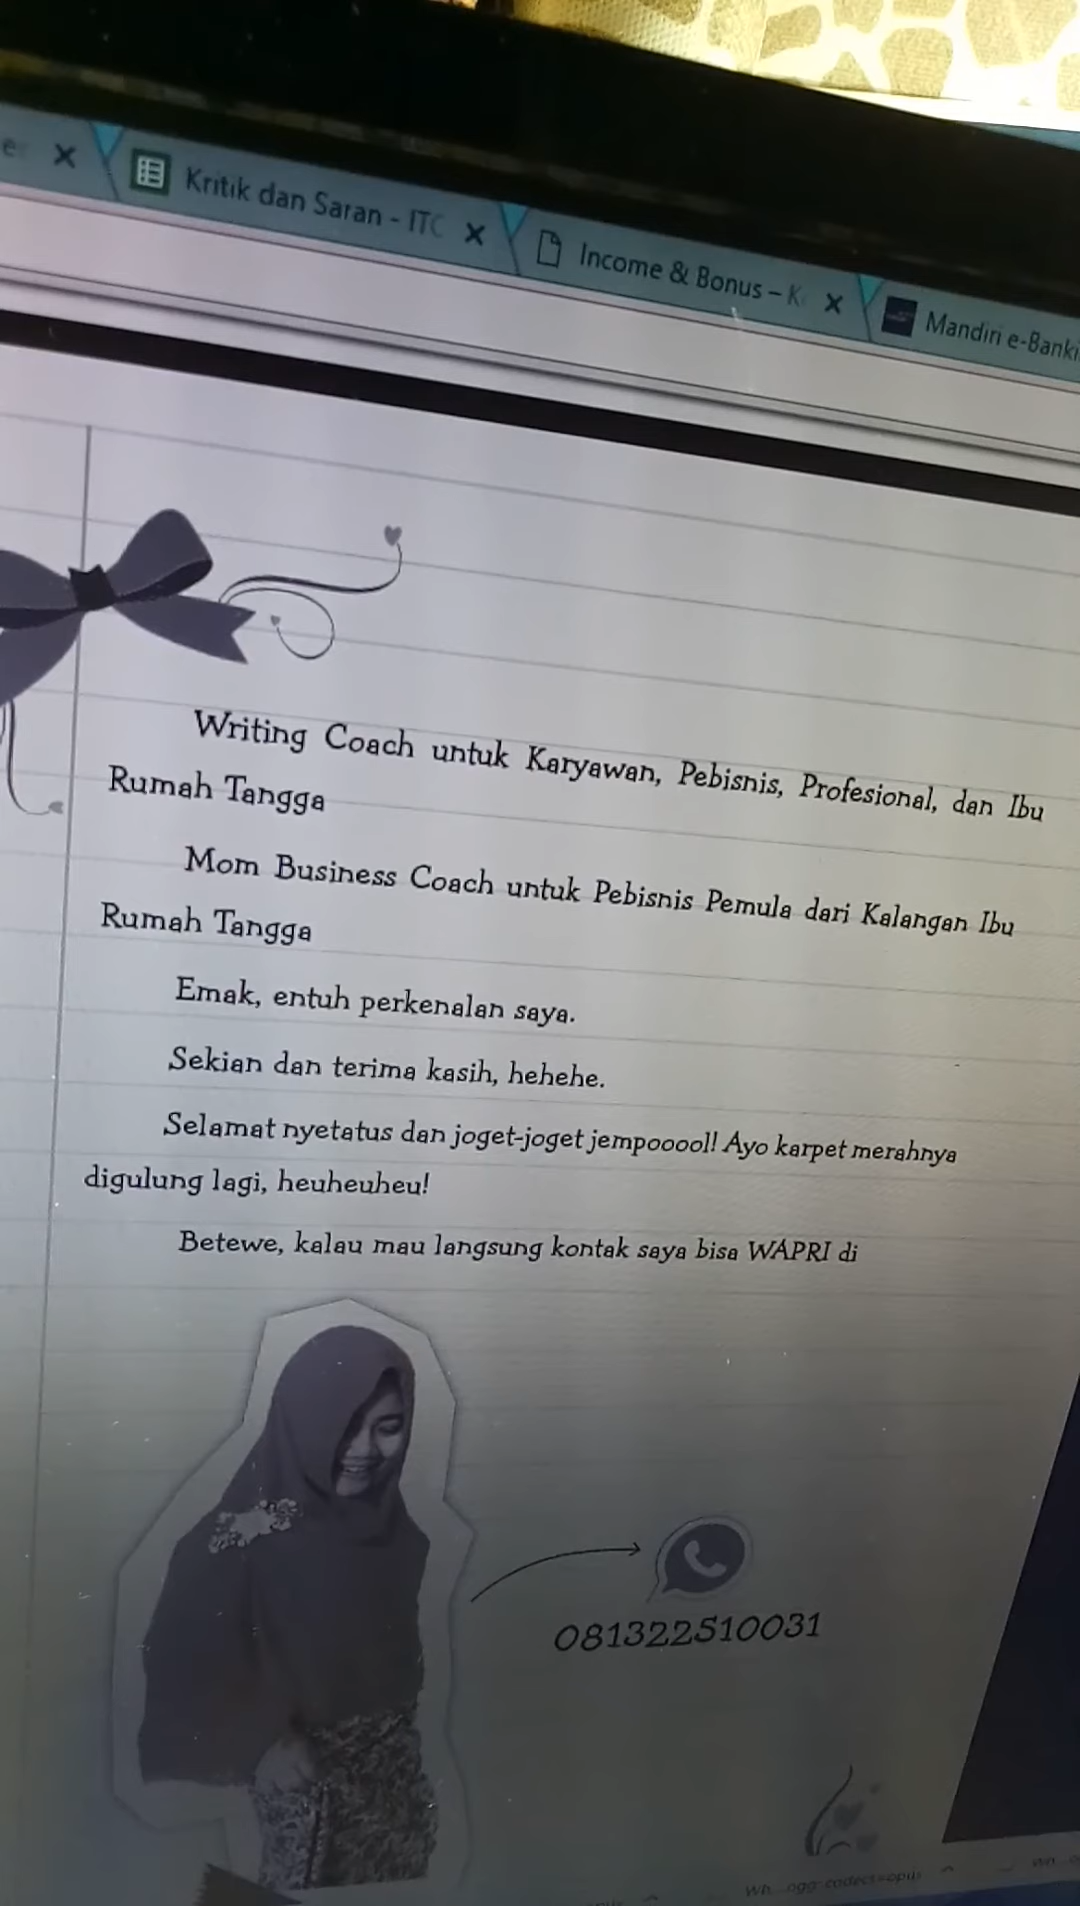 Kritik dan Saran - ITC
Income & Bonus – K
Mandiri e-Banki
Writing Coach untuk Karyawan, Pebisnis, Profesional, dan Ibu
Rumah Tangga
Mom Business Coach untuk Pebisnis Pemula dari Kalangan Ibu
Rumah Tangga
Emak, entuh perkenalan saya.
Sekian dan terima kasih, hehehe.
Selamat nyetatus dan joget-joget jempooool! Ayo karpet merahnya
digulung lagi, heuheuheu!
Betewe, kalau mau langsung kontak saya bisa WAPRI di
081322510031